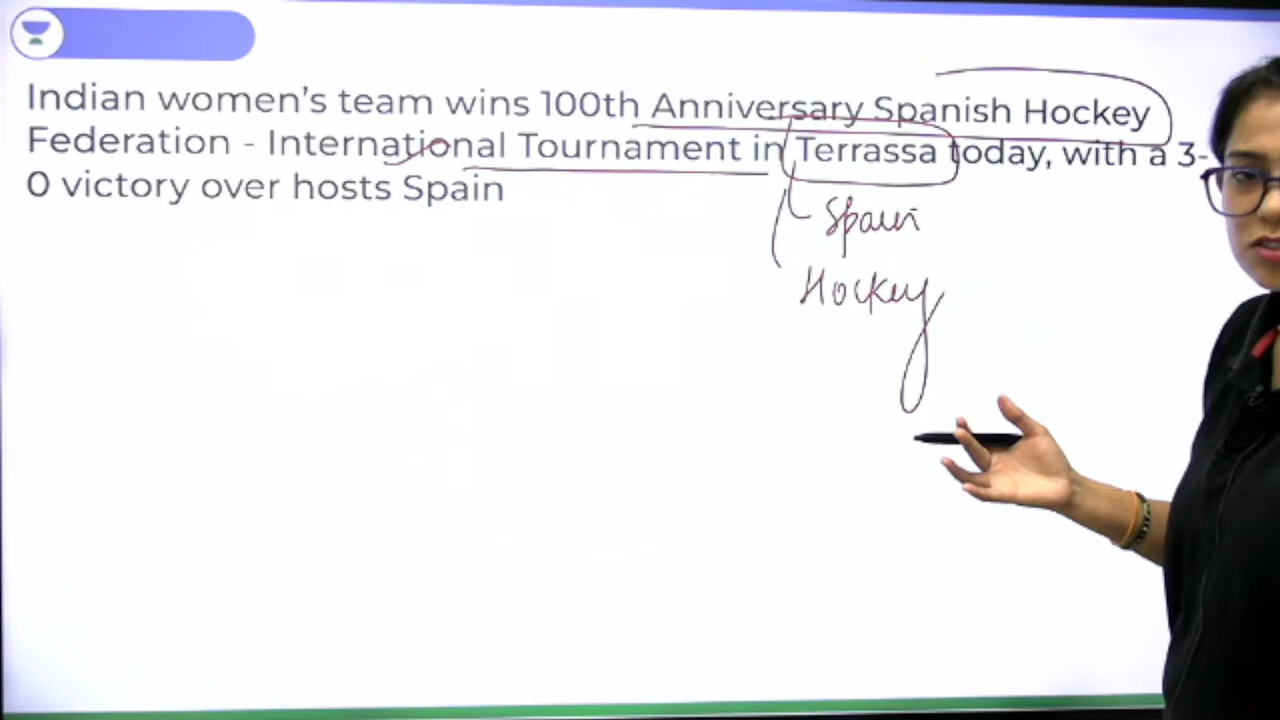 Indian women's team wins 100th Anniversary Spanish Hockey
Federation - International Tournament in Terrassa today, with a 3-
0 victory over hosts Spain
Spain
Hockey